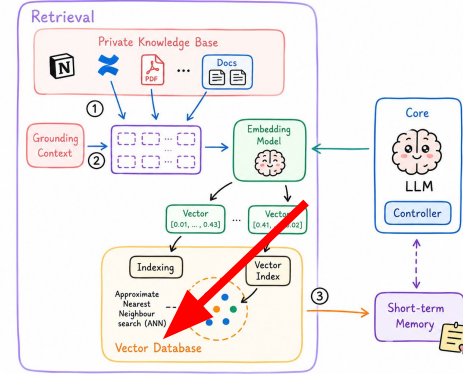 Retrieval
Private Knowledge Base
N
PDF
...
Docs
1
Grounding
Context
2
...
...
Embedding
Model
Core
LLM
Controller
Vector
[0.01, ... , 0.43]
...
Vector
[0.41,
.02]
Indexing
Vector
Index
Approximate
Nearest
Neighbour
search (ANN)
3
Short-term
Memory
Vector Database